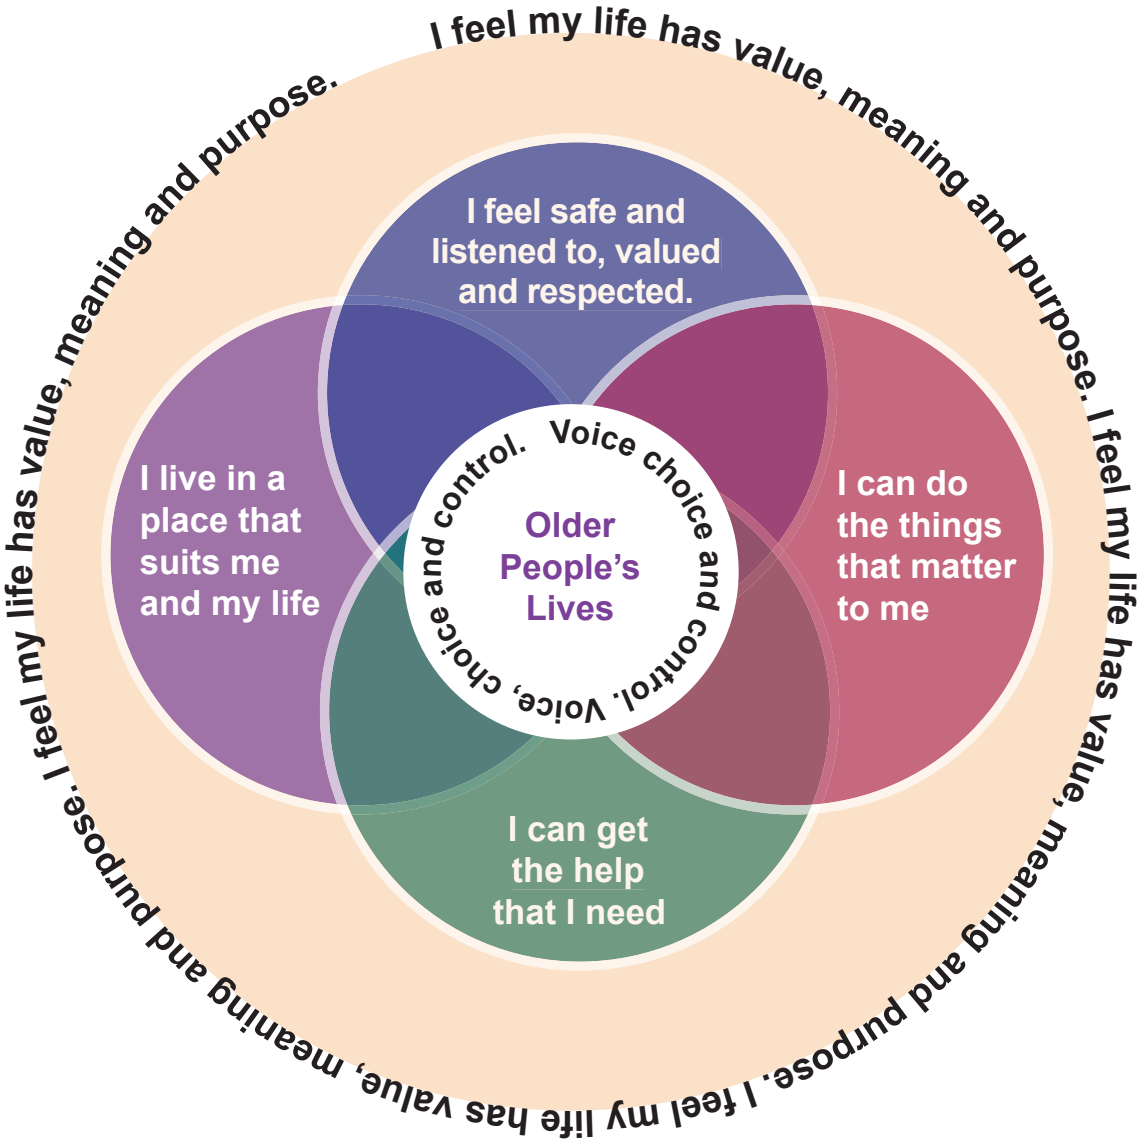 I feel my life has value, meaning and purpose. I feel my life has value, meaning and purpose. I feel my life has value, meaning and purpose. I feel my life has value, meaning and purpose.
I feel safe and
listened to, valued
and respected.
I live in a
place that
suits me
and my life
Voice choice and control. Voice, choice and control.
Older
People’s
Lives
I can do
the things
that matter
to me
I can get
the help
that I need